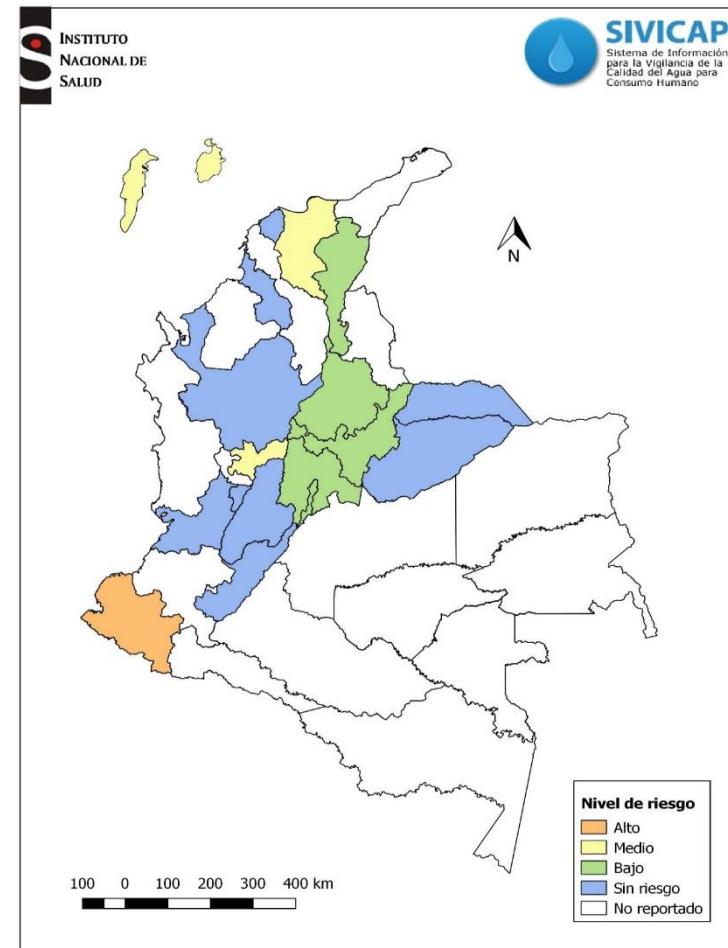 INSTITUTO
NACIONAL DE
SALUD
SIVICAP
Sistema de Información
para la Vigilancia de la
Calidad del Agua para
Consumo Humano
N
Nivel de riesgo
Alto
Medio
Bajo
Sin riesgo
No reportado
100 0 100 200 300 400 km